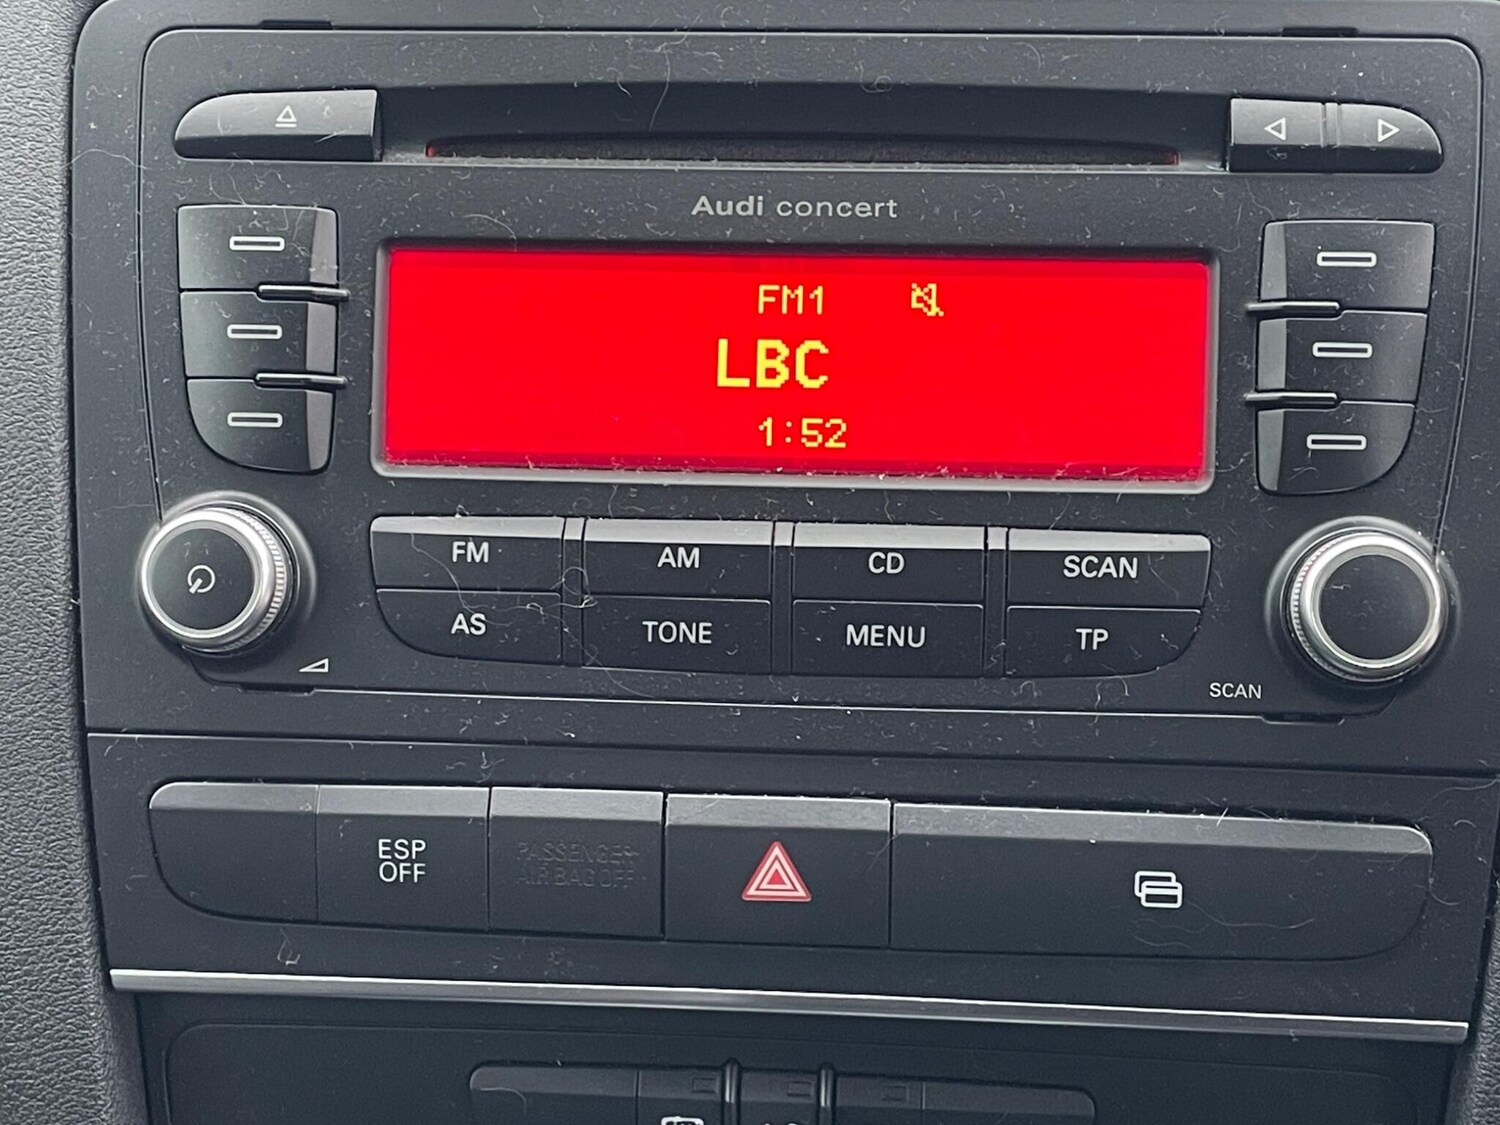 Audi concert
FM1
LBC
1:52
FM AM CD SCAN
AS TONE MENU TP
SCAN
ESP
OFF
PASSENGER
AIR BAG OFF